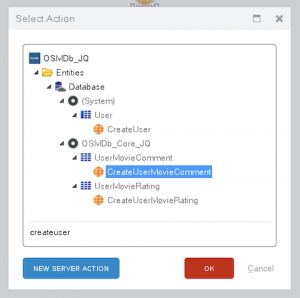 Select Action
OSMDb_JQ
Entities
Database
(System)
User
CreateUser
OSMDb_Core_JQ
UserMovieComment
CreateUserMovieComment
UserMovieRating
CreateUserMovieRating
createuser
NEW SERVER ACTION
OK
Cancel